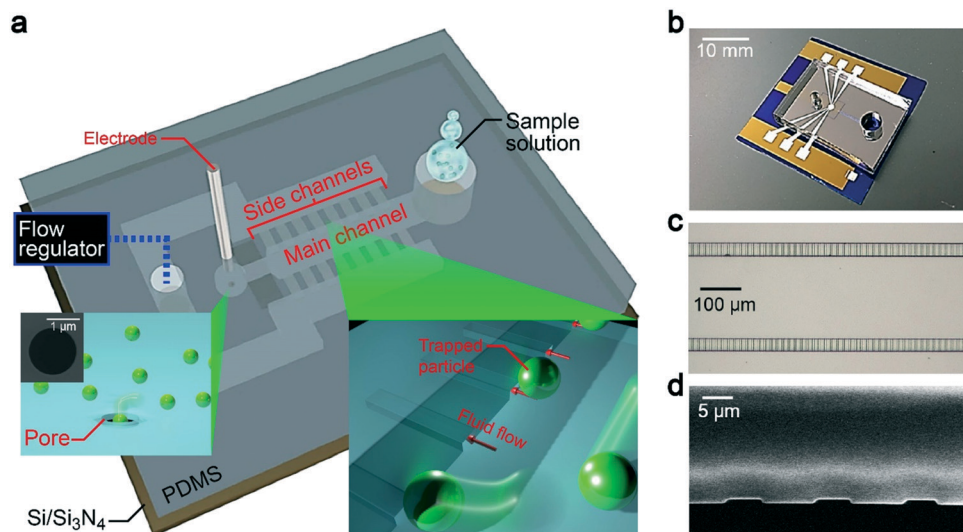 a
Electrode
Sample
solution
Side channels
Main channel
Flow
regulator
1 μm
Pore
Trapped
particle
Fluid flow
PDMS
Si/Si₃N₄
b
10 mm
c
100 μm
d
5 μm